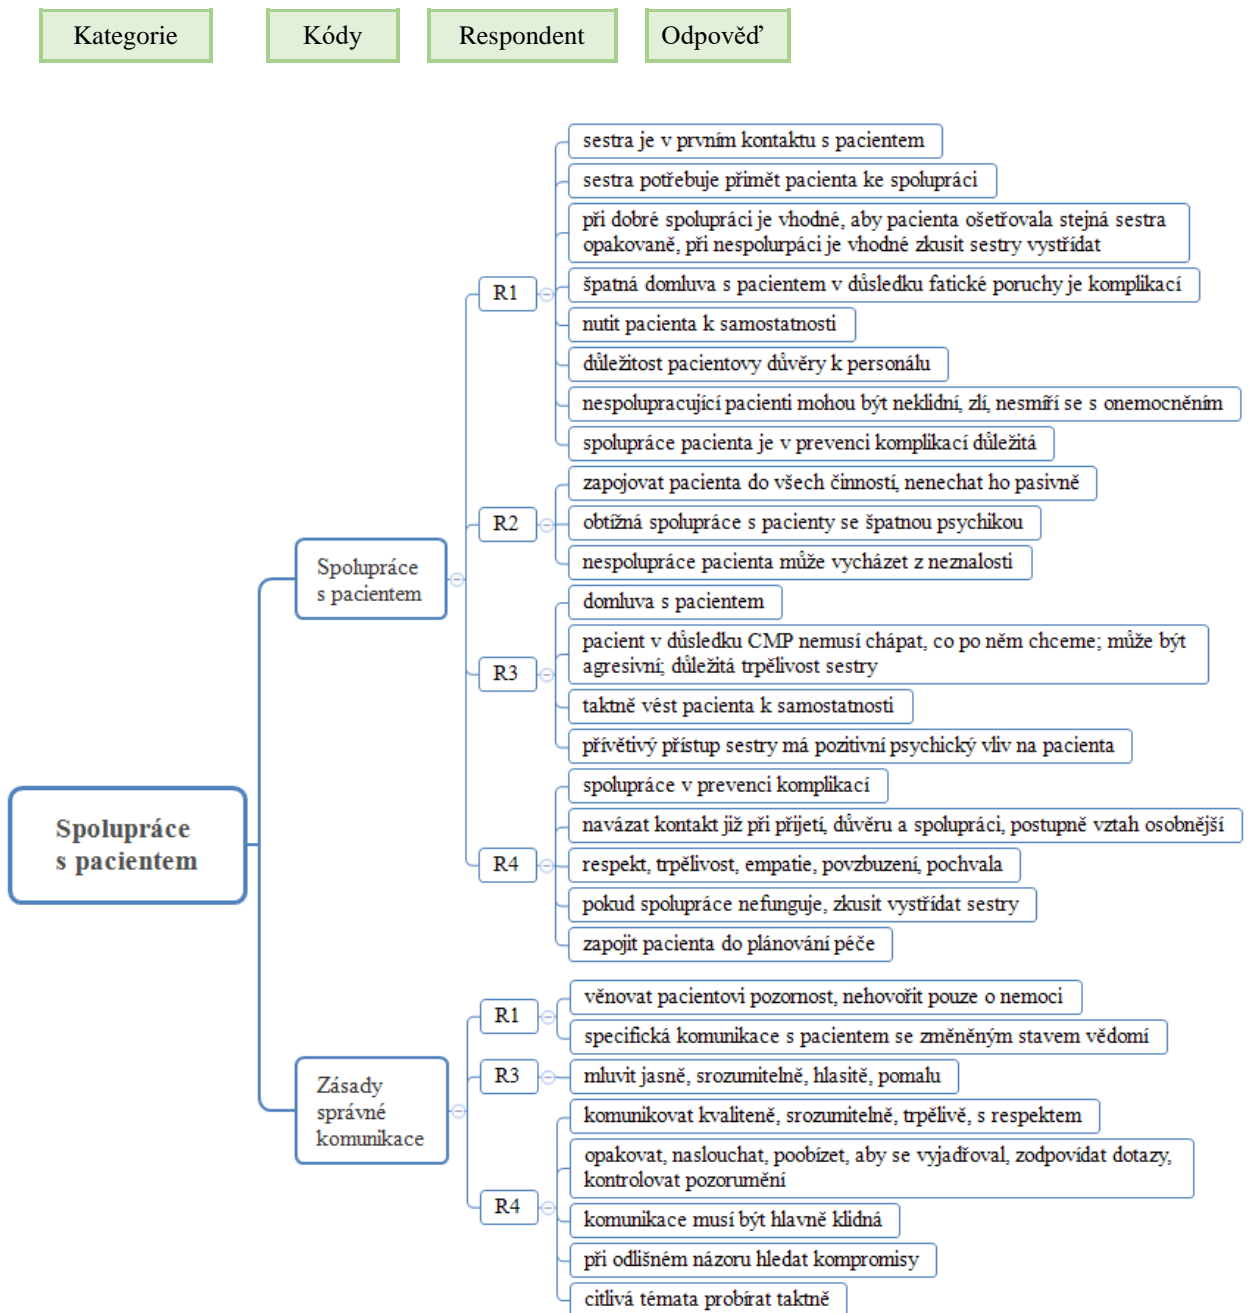 Kategorie
Kódy
Respondent
Odpověď
sestra je v prvním kontaktu s pacientem
sestra potřebuje přimět pacienta ke spolupráci
při dobré spolupráci je vhodné, aby pacienta ošetřovala stejná sestra
opakovaně, při nespolurpáci je vhodné zkusit sestry vystřídat
R1
špatná domluva s pacientem v důsledku fatické poruchy je komplikací
nutit pacienta k samostatnosti
důležitost pacientovy důvěry k personálu
nespolupracující pacienti mohou být neklidní, zlí, nesmíří se s onemocněním
spolupráce pacienta je v prevenci komplikací důležitá
zapojovat pacienta do všech činností, nenechat ho pasivně
R2
obtížná spolupráce s pacienty se špatnou psychikou
nespolupráce pacienta může vycházet z neznalosti
Spolupráce
s pacientem
domluva s pacientem
pacient v důsledku CMP nemusí chápat, co po něm chceme; může být
agresivní; důležitá trpělivost sestry
R3
taktně vést pacienta k samostatnosti
přívětivý přístup sestry má pozitivní psychický vliv na pacienta
spolupráce v prevenci komplikací
navázat kontakt již při přijetí, důvěru a spolupráci, postupně vztah osobnější
R4
respekt, trpělivost, empatie, povzbuzení, pochvala
pokud spolupráce nefunguje, zkusit vystřídat sestry
zapojit pacienta do plánování péče
Spolupráce
s pacientem
věnovat pacientovi pozornost, nehovořit pouze o nemoci
R1
specifická komunikace s pacientem se změněným stavem vědomí
R3
mluvit jasně, srozumitelně, hlasitě, pomalu
Zásady
správné
komunikace
komunikovat kvaliteně, srozumitelně, trpělivě, s respektem
opakovat, naslouchat, poobízet, aby se vyjadřoval, zodpovídat dotazy,
kontrolovat pozorumění
R4
komunikace musí být hlavně klidná
při odlišném názoru hledat kompromisy
citlivá témata probírat taktně